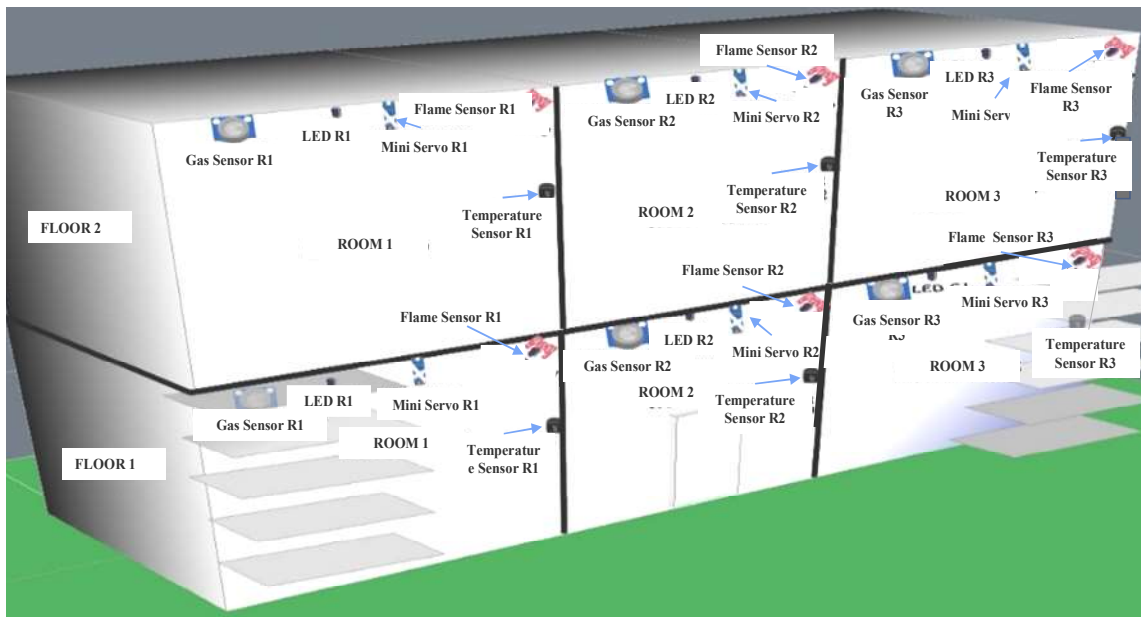 Flame Sensor R2
Flame Sensor R1
LED R1
Mini Servo R1
Gas Sensor R1
LED R2
Gas Sensor R2
Mini Servo R2
LED R3
Gas Sensor
R3
Mini Serv
Flame Sensor
R3
Temperature
Sensor R1
Temperature
Sensor R2
Temperature
Sensor R3
FLOOR 2
ROOM 1
ROOM 2
ROOM 3
Flame Sensor R3
Flame Sensor R2
Flame Sensor R1
LED R1
Mini Servo R1
Gas Sensor R1
LED R2
Gas Sensor R2
Mini Servo R2
Gas Sensor
R3
Mini Servo R3
Temperatur
e Sensor R1
Temperature
Sensor R2
Temperature
Sensor R3
FLOOR 1
ROOM 1
ROOM 2
ROOM 3